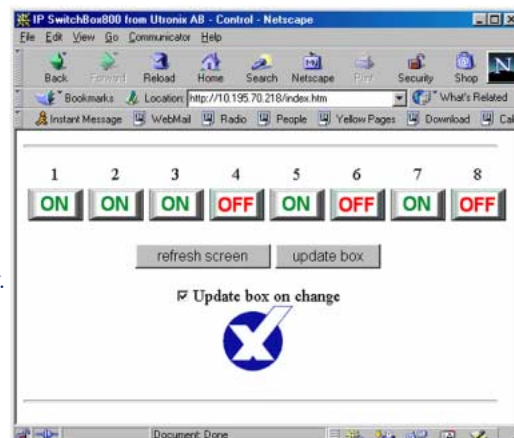 IP SwitchBox800 from Utronix AB - Control - Netscape
File Edit View Go Communicator Help
Back Forward Reload Home Search Netscape Print Security Shop N
Bookmarks Location: http://10.195.70.218/index.htm What's Related
Instant Message WebMail Radio People Yellow Pages Download Cal
1 2 3 4 5 6 7 8
ON ON ON OFF ON OFF ON OFF
refresh screen update box
Update box on change
Document: Done